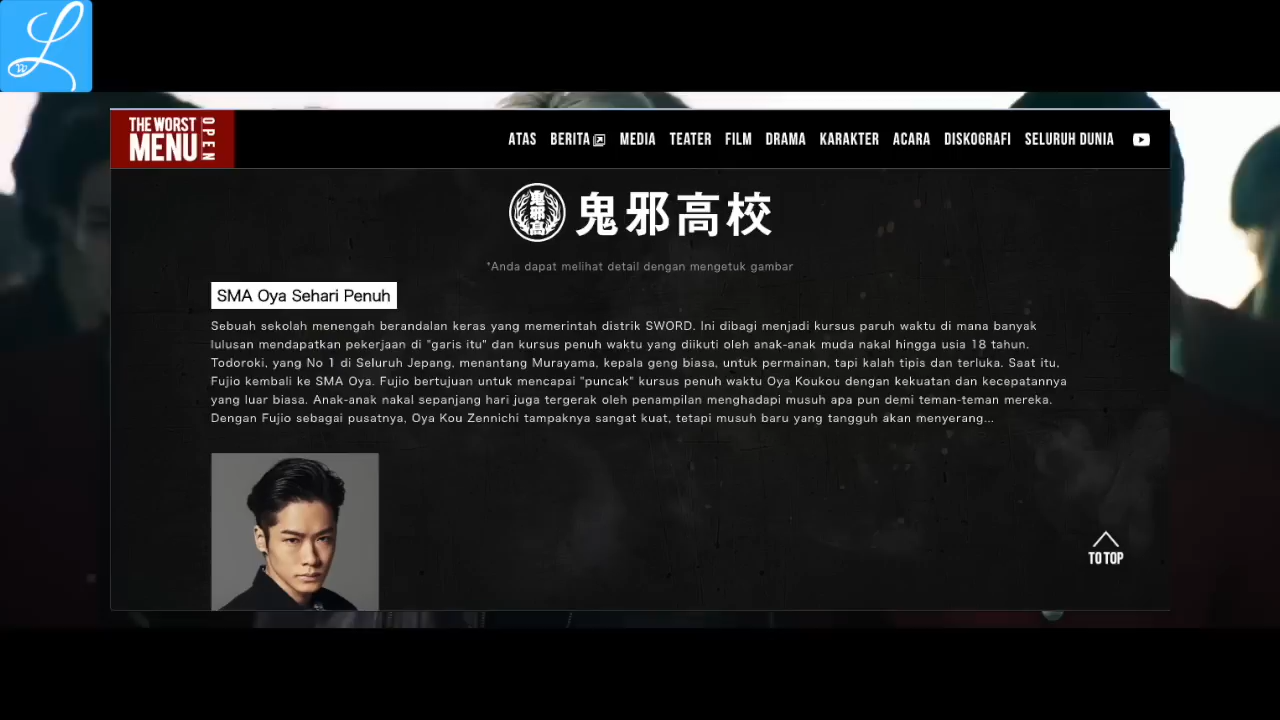 L
w
THE WORST
MENU
OPEN
ATAS BERITA MEDIA TEATER FILM DRAMA KARAKTER ACARA DISKOGRAFI SELURUH DUNIA
鬼邪高 鬼邪高校
*Anda dapat melihat detail dengan mengetuk gambar
SMA Oya Sehari Penuh
Sebuah sekolah menengah berandalan keras yang memerintah distrik SWORD. Ini dibagi menjadi kursus paruh waktu di mana banyak
lulusan mendapatkan pekerjaan di "garis itu" dan kursus penuh waktu yang diikuti oleh anak-anak muda nakal hingga usia 18 tahun.
Todoroki, yang No 1 di Seluruh Jepang, menantang Murayama, kepala geng biasa, untuk permainan, tapi kalah tipis dan terluka. Saat itu,
Fujio kembali ke SMA Oya. Fujio bertujuan untuk mencapai "puncak" kursus penuh waktu Oya Koukou dengan kekuatan dan kecepatannya
yang luar biasa. Anak-anak nakal sepanjang hari juga tergerak oleh penampilan menghadapi musuh apa pun demi teman-teman mereka.
Dengan Fujio sebagai pusatnya, Oya Kou Zennichi tampaknya sangat kuat, tetapi musuh baru yang tangguh akan menyerang...
TO TOP